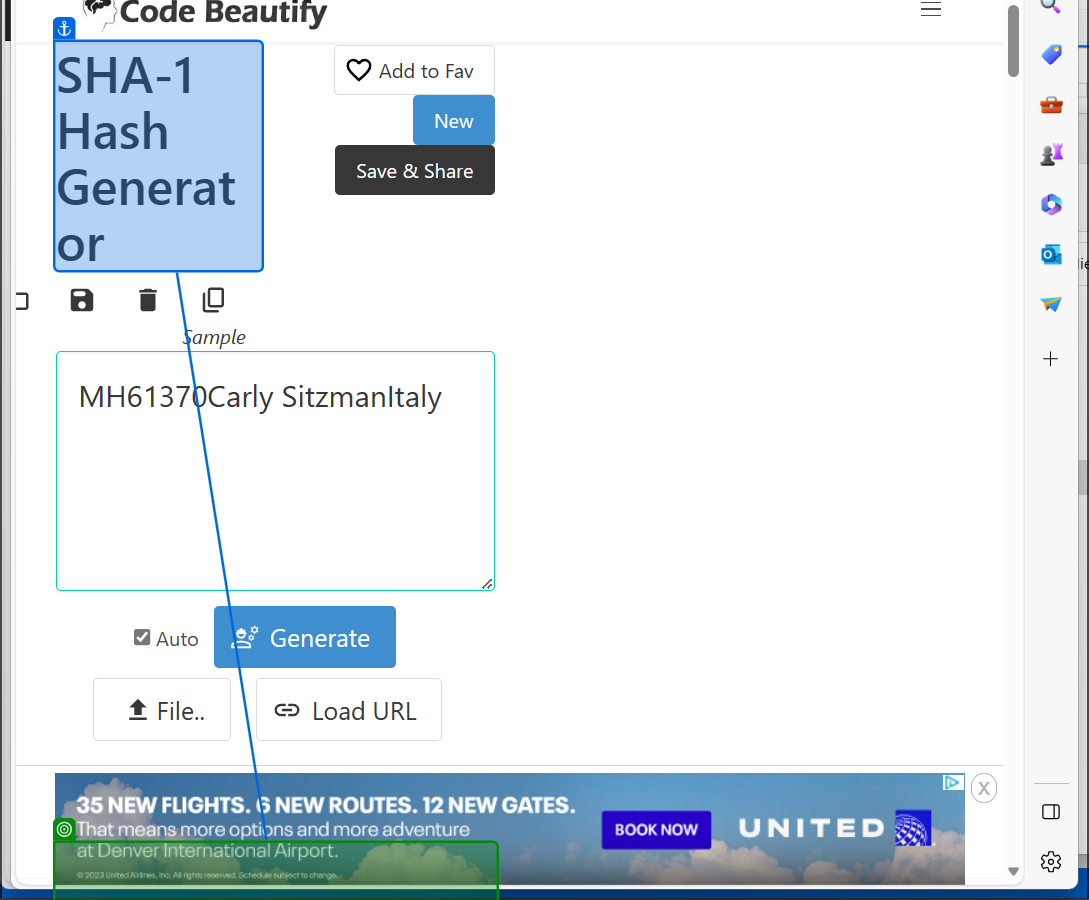 Code Beautify
SHA-1
Hash
Generat
or
Add to Fav
New
Save & Share
Sample
MH61370Carly SitzmanItaly
Auto
Generate
File..
Load URL
35 NEW FLIGHTS. 6 NEW ROUTES. 12 NEW GATES.
That means more options and more adventure
at Denver International Airport.
© 2023 United Airlines, Inc. All rights reserved. Schedule subject to change.
BOOK NOW
UNITED
X